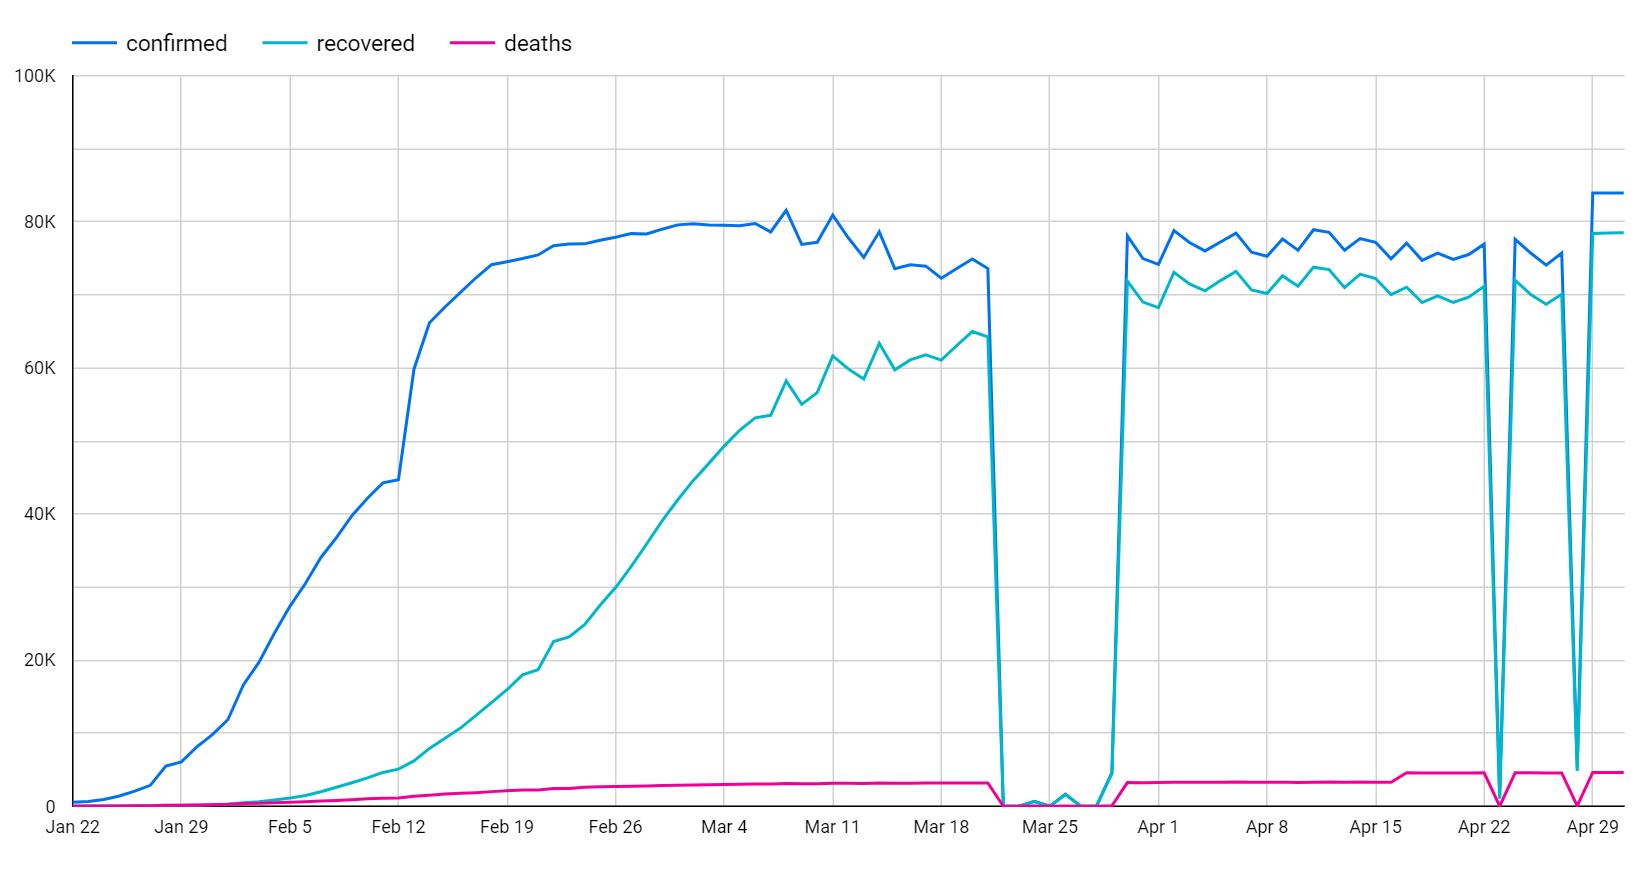 confirmed recovered deaths
100K
80K
60K
40K
20K
0
Jan 22 Jan 29 Feb 5 Feb 12 Feb 19 Feb 26 Mar 4 Mar 11 Mar 18 Mar 25 Apr 1 Apr 8 Apr 15 Apr 22 Apr 29